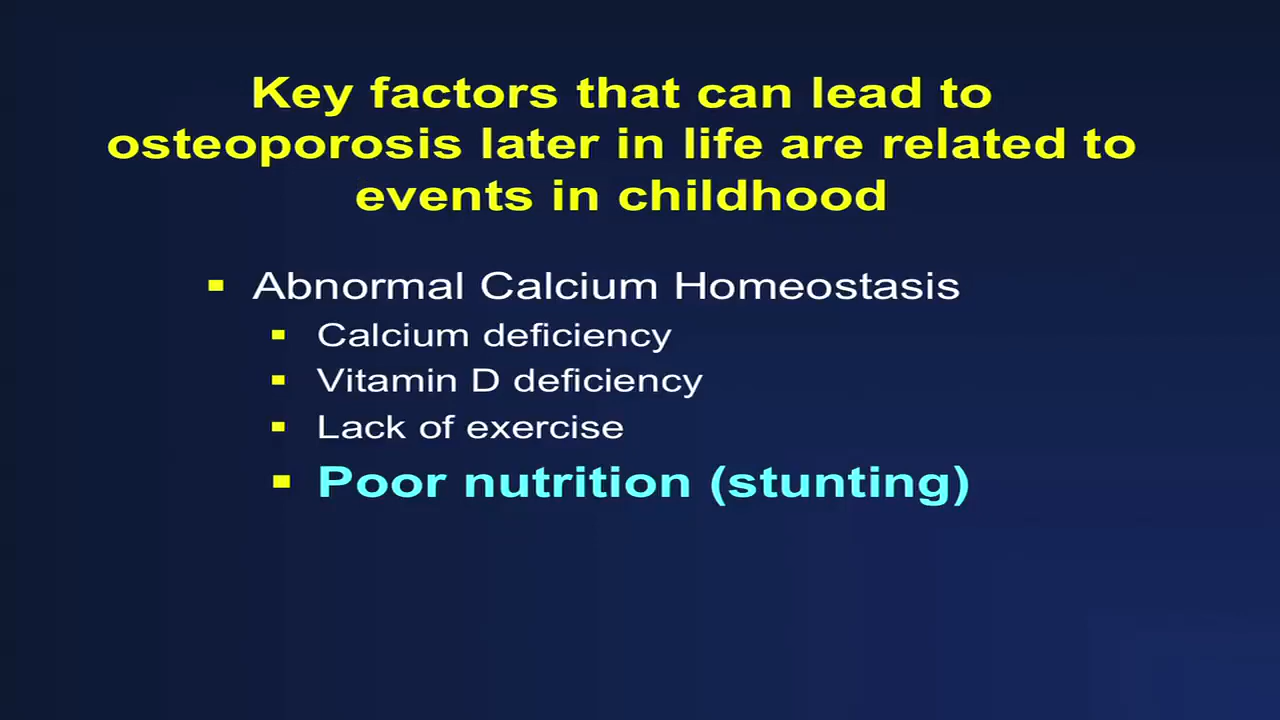 Key factors that can lead to
osteoporosis later in life are related to
events in childhood
Abnormal Calcium Homeostasis
Calcium deficiency
Vitamin D deficiency
Lack of exercise
Poor nutrition (stunting)